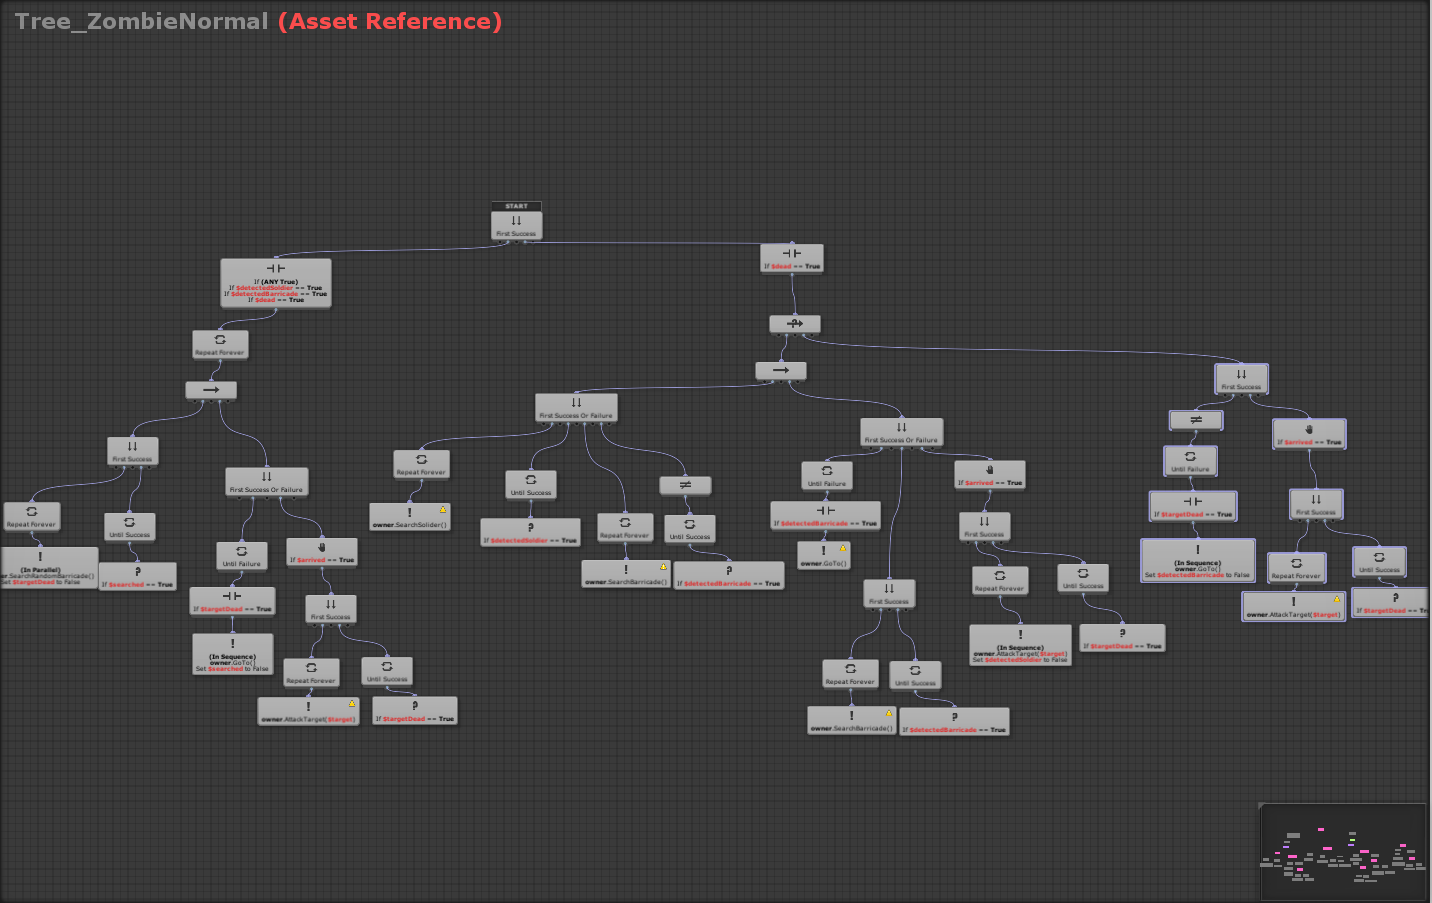 Tree_ZombieNormal (Asset Reference)
START
First Success
If (ANY True)
If $detectedSoldier == True
If $detectedBarricade == True
If $dead == True
If $dead == True
Repeat Forever
First Success
First Success Or Failure
First Success Or Failure
First Success
If $arrived == True
First Success
Repeat Forever
Until Success
Until Failure
If $arrived == True
Until Failure
First Success Or Failure
If $targetDead == True
First Success
Repeat Forever
Until Success
owner.SearchSolider()
If $detectedSoldier == True
Repeat Forever
Until Success
If $detectedBarricade == True
First Success
(In Sequence)
owner.GoTo()
Set $detectedBarricade to False
Repeat Forever
Until Success
Until Failure
If $arrived == True
owner.GoTo()
(In Parallel)
er.SearchRandomBarricade()
Set $targetDead to False
If $searched == True
owner.SearchBarricade()
If $detectedBarricade == True
Repeat Forever
Until Success
owner.AttackTarget($target)
If $targetDead == Tr
If $targetDead == True
First Success
First Success
(In Sequence)
owner.GoTo()
Set $searched to False
(In Sequence)
owner.AttackTarget($target)
Set $detectedSoldier to False
If $targetDead == True
Repeat Forever
Until Success
Repeat Forever
Until Success
owner.AttackTarget($target)
If $targetDead == True
owner.SearchBarricade()
If $detectedBarricade == True